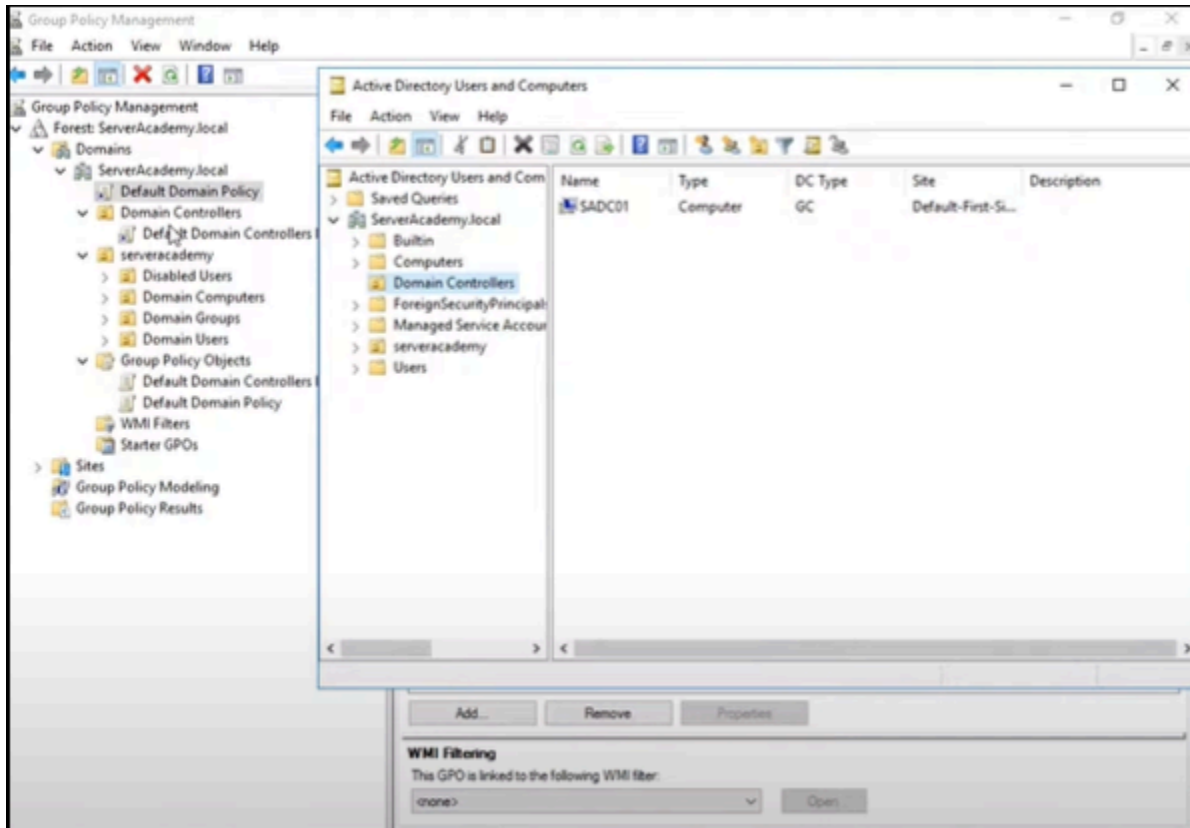 Group Policy Management
File Action View Window Help
Group Policy Management
Forest: ServerAcademy.local
Domains
ServerAcademy.local
Default Domain Policy
Domain Controllers
Default Domain Controllers
serveracademy
Disabled Users
Domain Computers
Domain Groups
Domain Users
Group Policy Objects
Default Domain Controllers
Default Domain Policy
WMI Filters
Starter GPOs
Sites
Group Policy Modeling
Group Policy Results
Active Directory Users and Computers
File Action View Help
Active Directory Users and Com
Saved Queries
ServerAcademy.local
Builtin
Computers
Domain Controllers
ForeignSecurityPrincipals
Managed Service Accoun
serveracademy
Users
Name Type DC Type Site Description
SADC01 Computer GC Default-First-Si...
Add... Remove Properties
WMI Filtering
This GPO is linked to the following WMI filter:
<none> Open